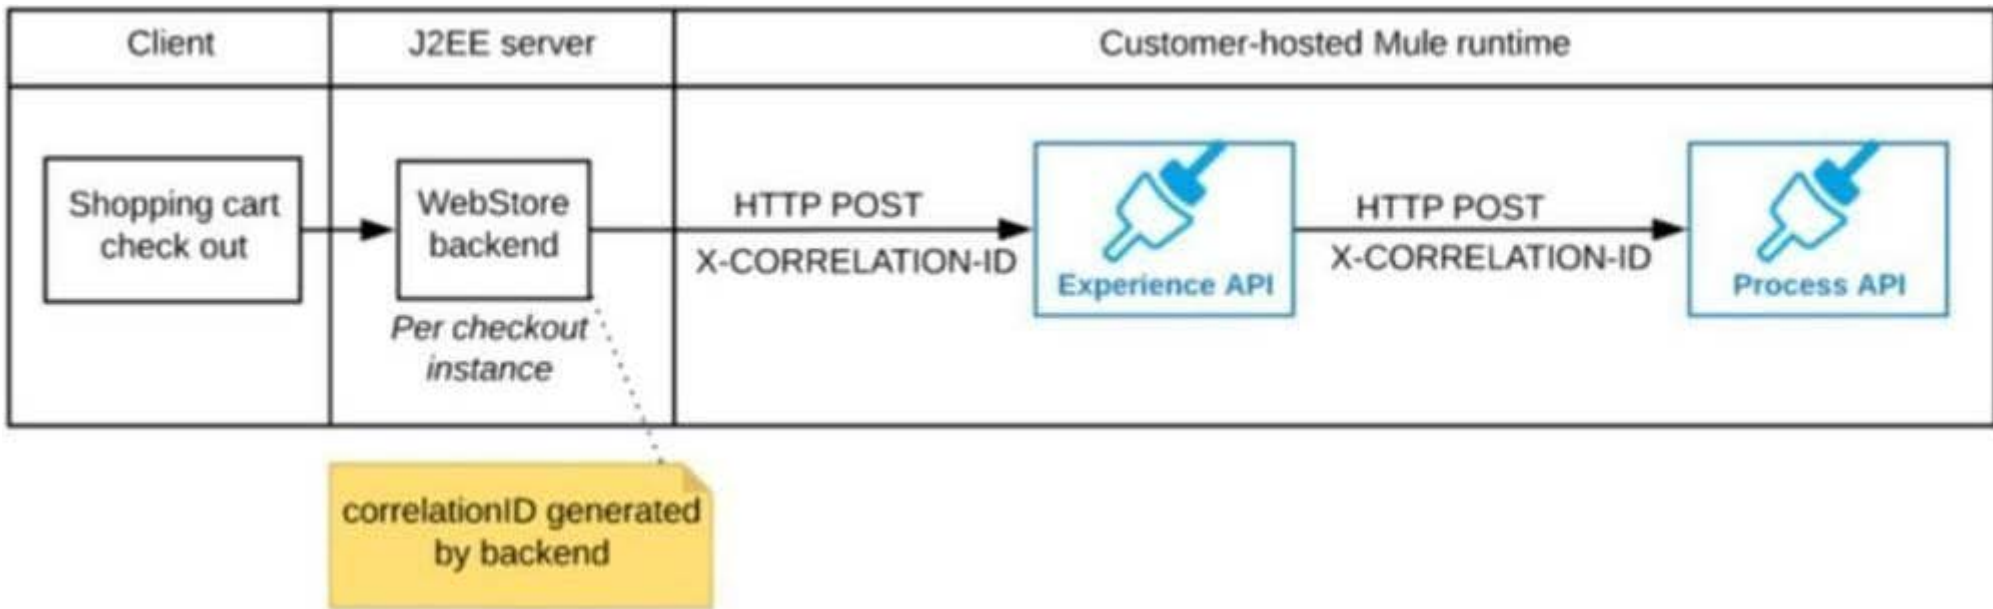 Client
J2EE server
Customer-hosted Mule runtime
Shopping cart
check out
WebStore
backend
Per checkout
instance
HTTP POST
X-CORRELATION-ID
Experience API
HTTP POST
X-CORRELATION-ID
Process API
correlationID generated
by backend